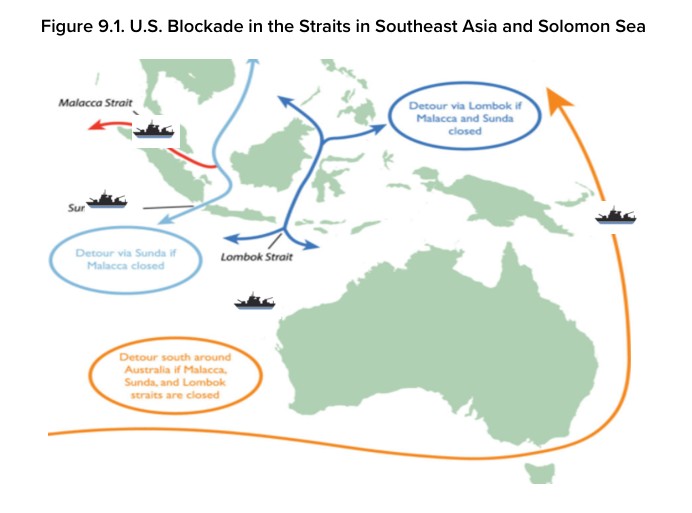 Figure 9.1. U.S. Blockade in the Straits in Southeast Asia and Solomon Sea
Malacca Strait
Detour via Lombok if
Malacca and Sunda
closed
Sur
Detour via Sunda if
Malacca closed
Lombok Strait
Detour south around
Australia if Malacca,
Sunda, and Lombok
straits are closed